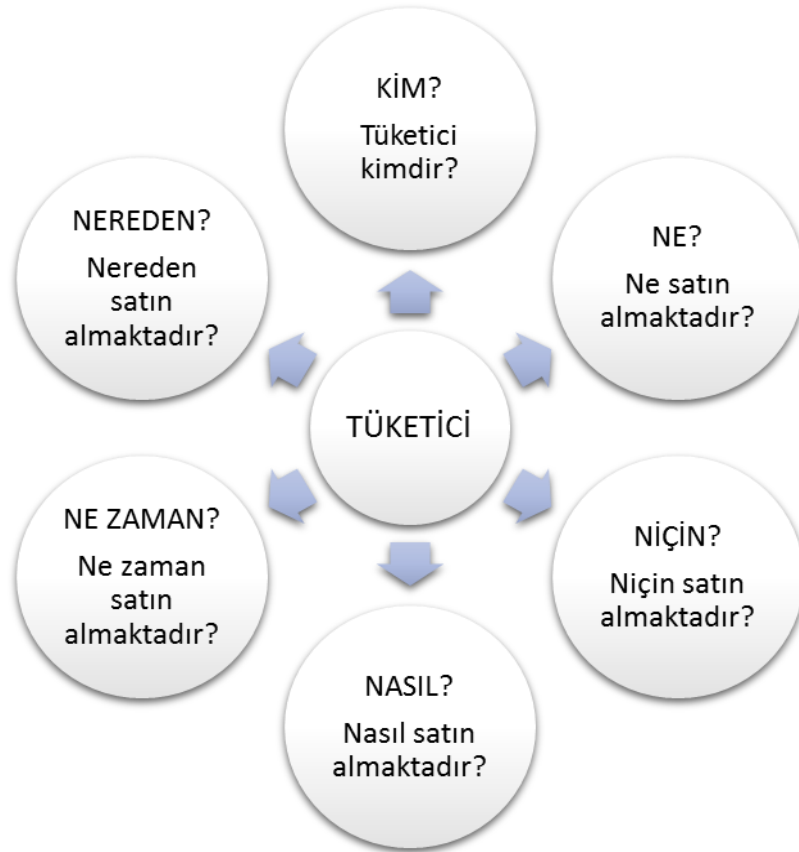 KİM?
Tüketici
kimdir?
NE?
Ne satın
almaktadır?
NİÇİN?
Niçin satın
almaktadır?
NASIL?
Nasıl satın
almaktadır?
NE ZAMAN?
Ne zaman
satın
almaktadır?
NEREDEN?
Nereden
satın
almaktadır?
TÜKETİCİ